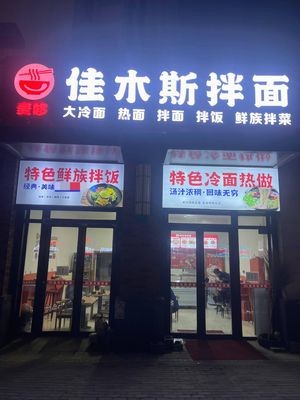 佳木斯拌面
大冷面 热面 拌面 拌饭 鲜族拌菜
特色鲜族拌饭
经典·美味
特色冷面热做
汤汁浓稠·回味无穷